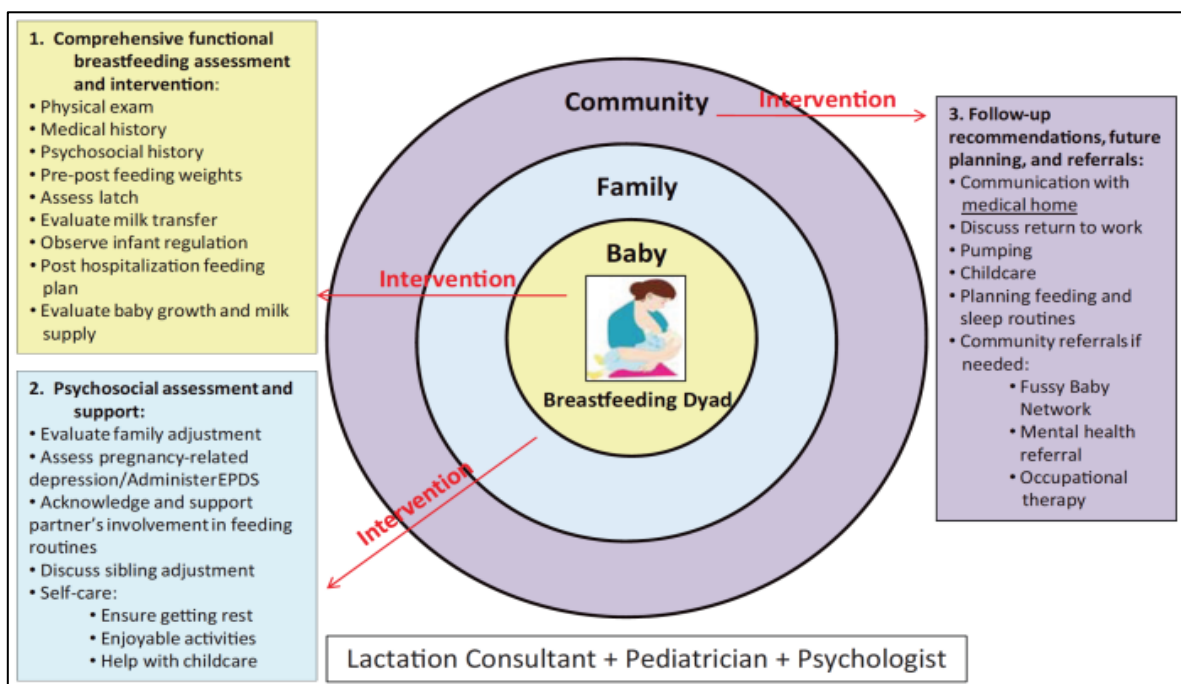 1. Comprehensive functional
breastfeeding assessment
and intervention:
• Physical exam
• Medical history
• Psychosocial history
• Pre-post feeding weights
• Assess latch
• Evaluate milk transfer
• Observe infant regulation
• Post hospitalization feeding
plan
• Evaluate baby growth and milk
supply
2. Psychosocial assessment and
support:
• Evaluate family adjustment
• Assess pregnancy-related
depression/AdministerEPDS
• Acknowledge and support
partner's involvement in feeding
routines
• Discuss sibling adjustment
• Self-care:
• Ensure getting rest
• Enjoyable activities
• Help with childcare
Community
Family
Baby
Breastfeeding Dyad
Intervention
Intervention
Intervention
3. Follow-up
recommendations, future
planning, and referrals:
• Communication with
medical home
• Discuss return to work
• Pumping
• Childcare
• Planning feeding and
sleep routines
• Community referrals if
needed:
• Fussy Baby
Network
• Mental health
referral
• Occupational
therapy
Lactation Consultant + Pediatrician + Psychologist